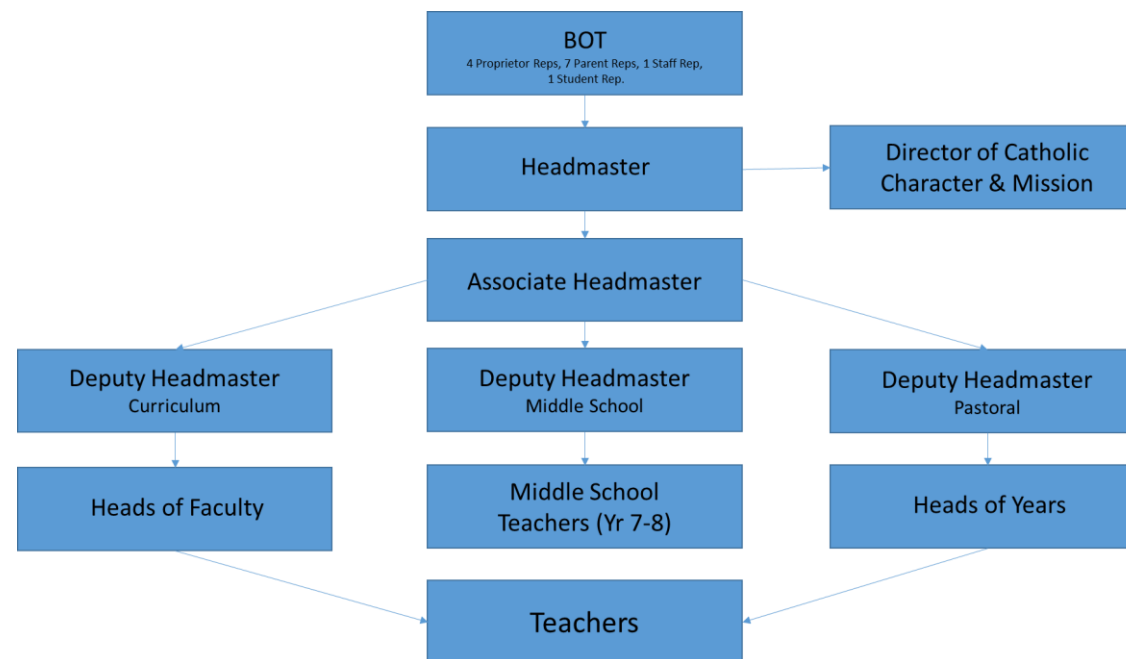 BOT
4 Proprietor Reps, 7 Parent Reps, 1 Staff Rep,
1 Student Rep.
Headmaster
Director of Catholic
Character & Mission
Associate Headmaster
Deputy Headmaster
Curriculum
Deputy Headmaster
Middle School
Deputy Headmaster
Pastoral
Heads of Faculty
Middle School
Teachers (Yr 7-8)
Heads of Years
Teachers